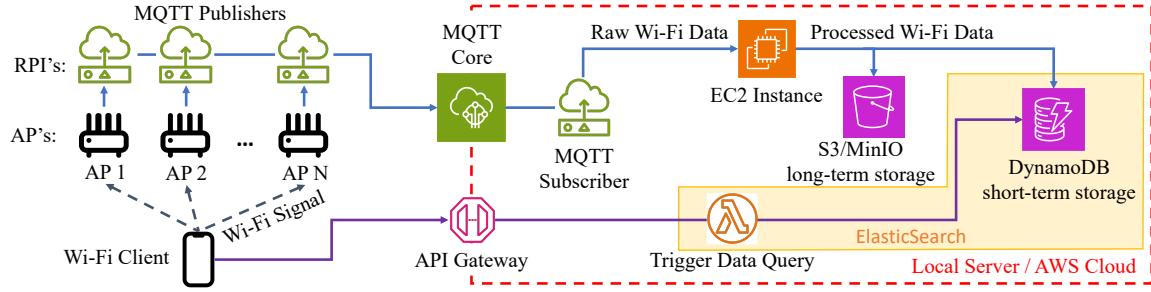 MQTT Publishers
RPI's:
AP's:
AP 1
AP 2
...
AP N
Wi-Fi Signal
Wi-Fi Client
MQTT
Core
Raw Wi-Fi Data
MQTT
Subscriber
EC2 Instance
Processed Wi-Fi Data
S3/MinIO
long-term storage
DynamoDB
short-term storage
API Gateway
Trigger Data Query
ElasticSearch
Local Server / AWS Cloud